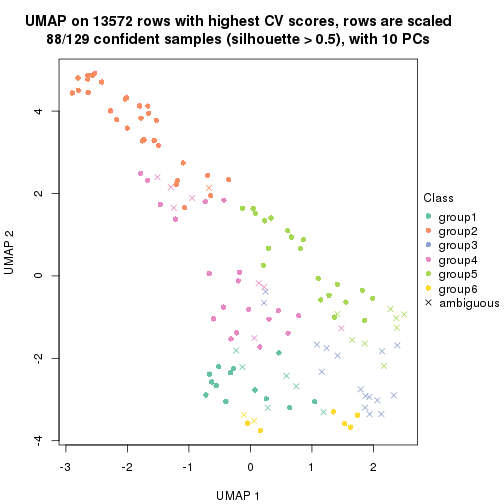 UMAP on 13572 rows with highest CV scores, rows are scaled
88/129 confident samples (silhouette > 0.5), with 10 PCs
4
2
0
-2
-4
UMAP 2
-3
-2
-1
0
1
2
UMAP 1
Class
group1
group2
group3
group4
group5
group6
ambiguous